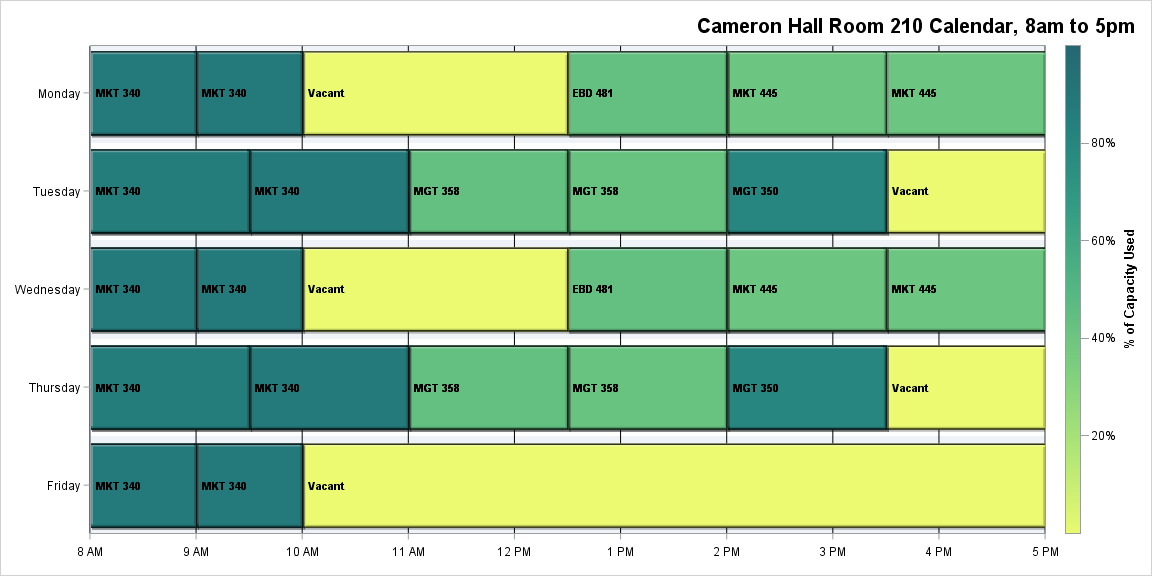 Cameron Hall Room 210 Calendar, 8am to 5pm
Monday MKT 340 MKT 340 Vacant EBD 481 MKT 445 MKT 445
Tuesday MKT 340 MKT 340 MGT 358 MGT 358 MGT 350 Vacant
Wednesday MKT 340 MKT 340 Vacant EBD 481 MKT 445 MKT 445
Thursday MKT 340 MKT 340 MGT 358 MGT 358 MGT 350 Vacant
Friday MKT 340 MKT 340 Vacant
8 AM 9 AM 10 AM 11 AM 12 PM 1 PM 2 PM 3 PM 4 PM 5 PM
80%
60%
40%
20%
% of Capacity Used